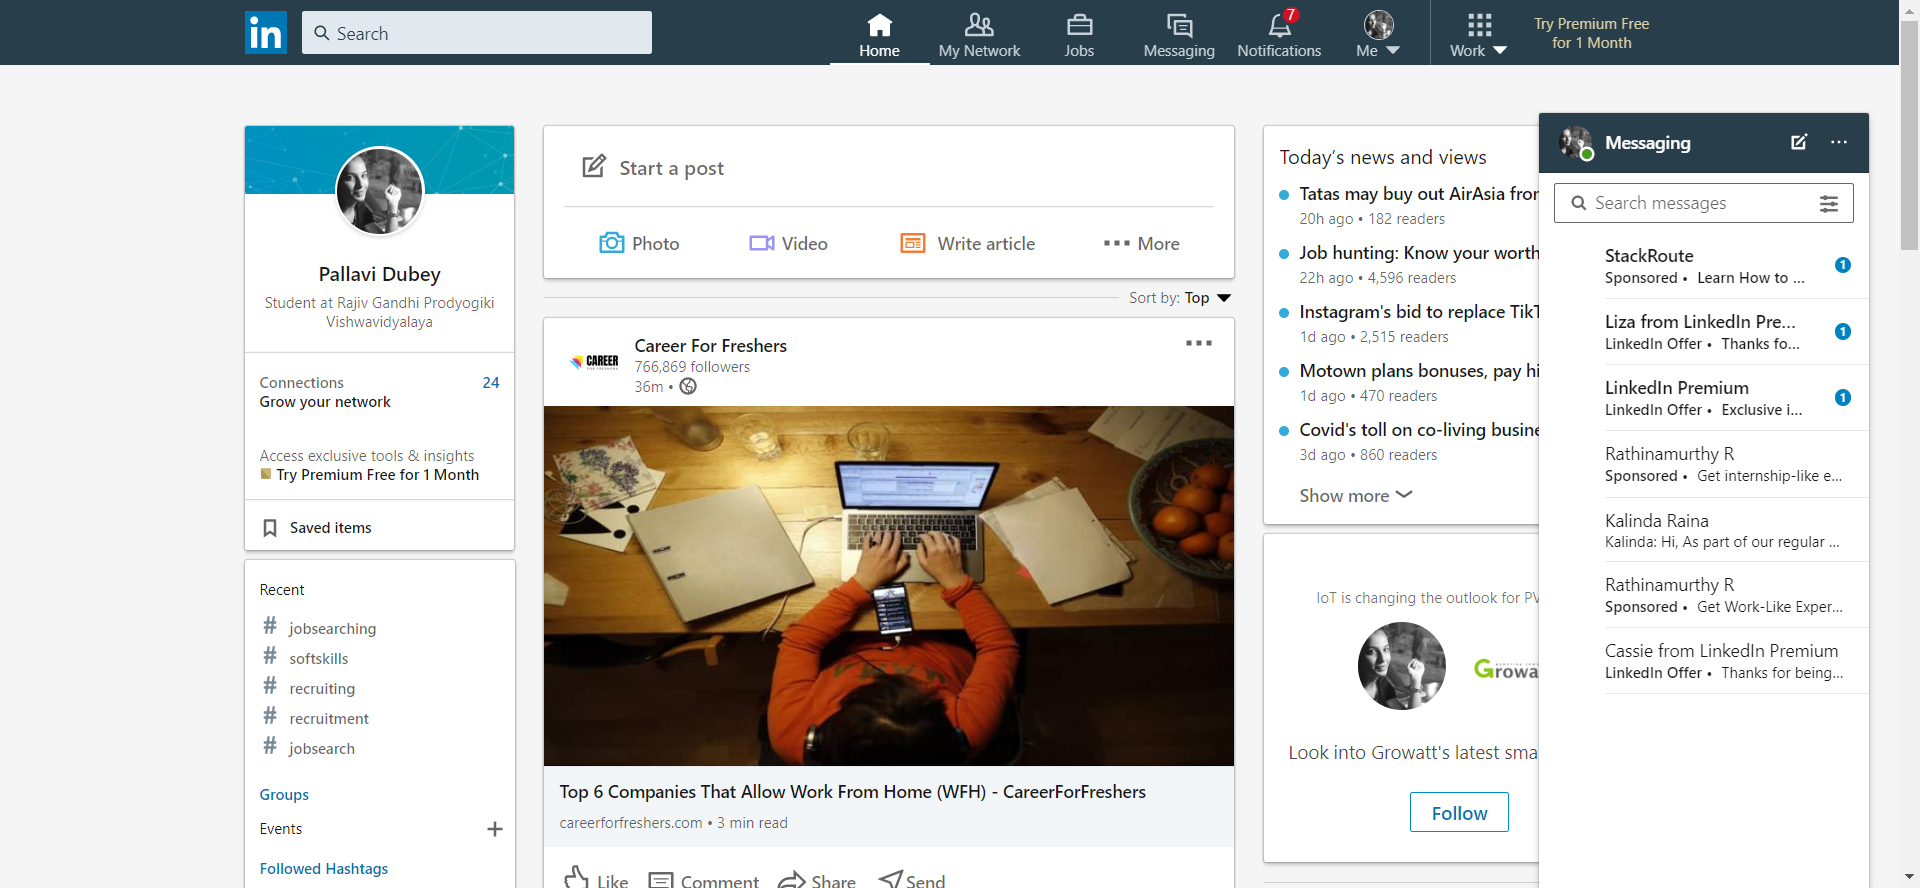 in
Search
Home
My Network
Jobs
Messaging
7
Notifications
Me
Work
Try Premium Free
for 1 Month
Pallavi Dubey
Student at Rajiv Gandhi Prodyogiki
Vishwavidyalaya
Connections 24
Grow your network
Access exclusive tools & insights
Try Premium Free for 1 Month
Saved items
Recent
# jobsearching
# softskills
# recruiting
# recruitment
# jobsearch
Groups
Events +
Followed Hashtags
Start a post
Photo Video Write article More
Sort by: Top
CAREER
FOR FRESHERS
Career For Freshers
766,869 followers
36m •
Top 6 Companies That Allow Work From Home (WFH) - CareerForFreshers
careerforfreshers.com • 3 min read
Like Comment Share Send
Today's news and views
Tatas may buy out AirAsia fror
20h ago • 182 readers
Job hunting: Know your worth
22h ago • 4,596 readers
Instagram's bid to replace TikT
1d ago • 2,515 readers
Motown plans bonuses, pay hi
1d ago • 470 readers
Covid's toll on co-living busine
3d ago • 860 readers
Show more
IoT is changing the outlook for PV
Growa
Look into Growatt's latest sma
Follow
Messaging
Search messages
StackRoute
Sponsored • Learn How to ...
1
Liza from LinkedIn Pre...
LinkedIn Offer • Thanks fo...
1
LinkedIn Premium
LinkedIn Offer • Exclusive i...
1
Rathinamurthy R
Sponsored • Get internship-like e...
Kalinda Raina
Kalinda: Hi, As part of our regular ...
Rathinamurthy R
Sponsored • Get Work-Like Exper...
Cassie from LinkedIn Premium
LinkedIn Offer • Thanks for being...